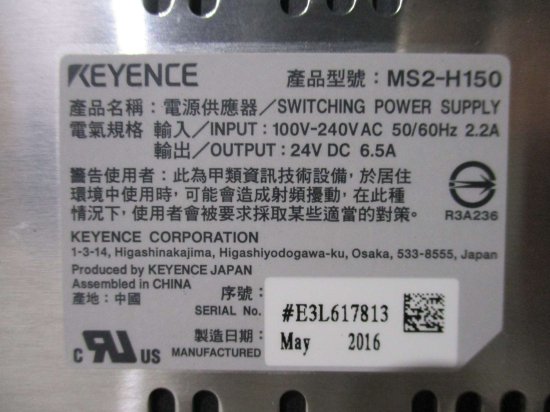 KEYENCE 產品型號：MS2-H150
產品名稱：電源供應器／SWITCHING POWER SUPPLY
電氣規格 輸入／INPUT: 100V-240V AC 50/60Hz 2.2A
輸出／OUTPUT: 24V DC 6.5A
警告使用者：此為甲類資訊技術設備，於居住
環境中使用時，可能會造成射頻擾動，在此種
情況下，使用者會被要求採取某些適當的對策。
R3A236
KEYENCE CORPORATION
1-3-14, Higashinakajima, Higashiyodogawa-ku, Osaka, 533-8555, Japan
Produced by KEYENCE JAPAN
Assembled in CHINA
產地：中國
序號：
SERIAL No.
#E3L617813
製造日期：
MANUFACTURED
May 2016
c RU US